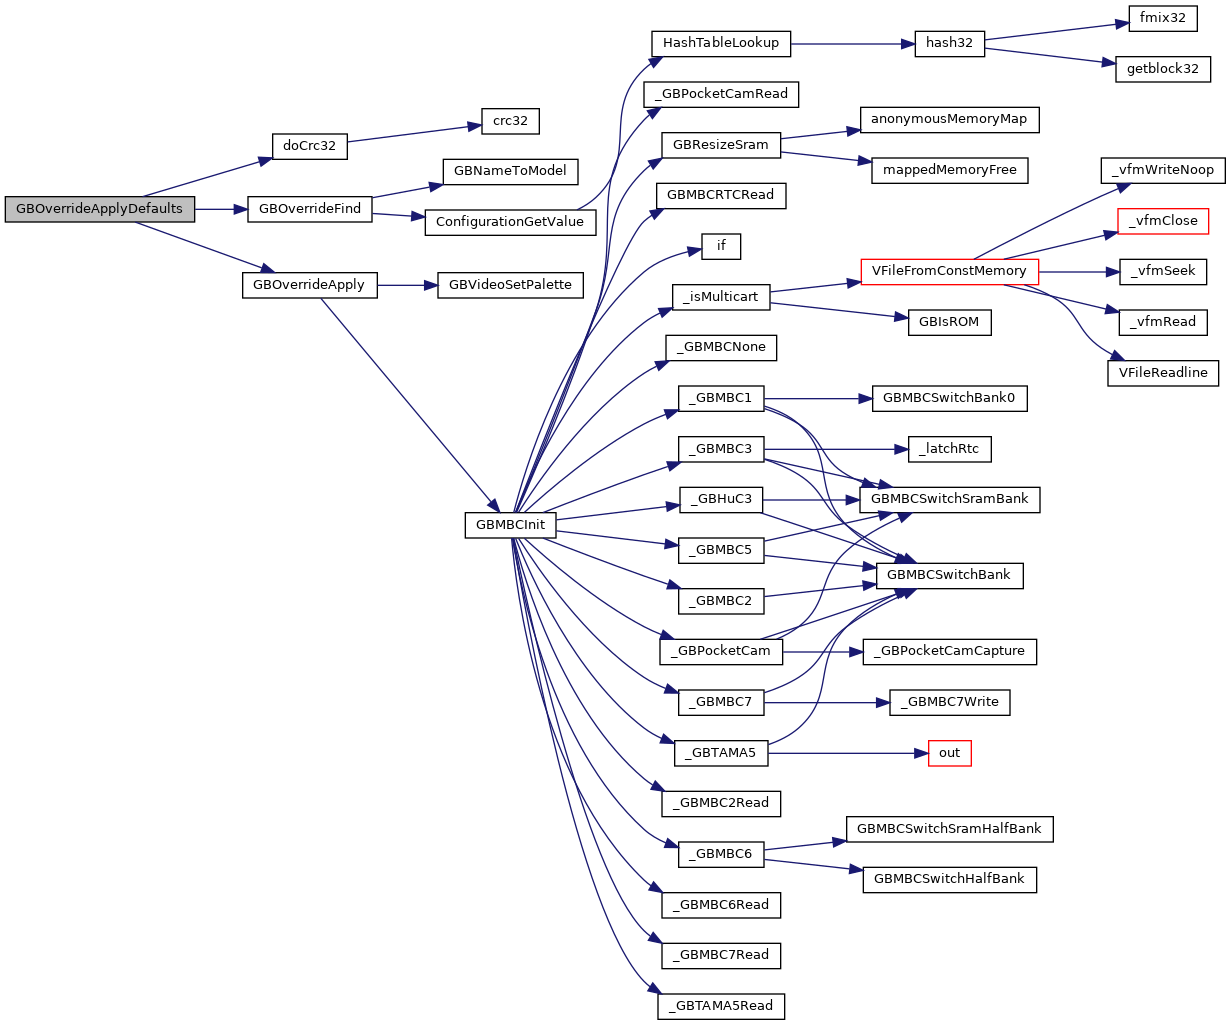 GBOverrideApplyDefaults
doCrc32
crc32
GBOverrideFind
GBNameToModel
ConfigurationGetValue
GBOverrideApply
GBVideoSetPalette
GBMBCInit
HashTableLookup
hash32
fmix32
getblock32
_GBPocketCamRead
GBResizeSram
anonymousMemoryMap
mappedMemoryFree
GBMBCRTCRead
if
_isMulticart
VFileFromConstMemory
_vfmWriteNoop
_vfmClose
_vfmSeek
_vfmRead
VFileReadline
GBIsROM
_GBMBCNone
_GBMBC1
GBMBCSwitchBank0
_GBMBC3
_latchRtc
_GBHuC3
GBMBCSwitchSramBank
_GBMBC5
GBMBCSwitchBank
_GBMBC2
_GBPocketCam
_GBPocketCamCapture
_GBMBC7
_GBMBC7Write
_GBTAMA5
out
_GBMBC2Read
_GBMBC6
GBMBCSwitchSramHalfBank
GBMBCSwitchHalfBank
_GBMBC6Read
_GBMBC7Read
_GBTAMA5Read